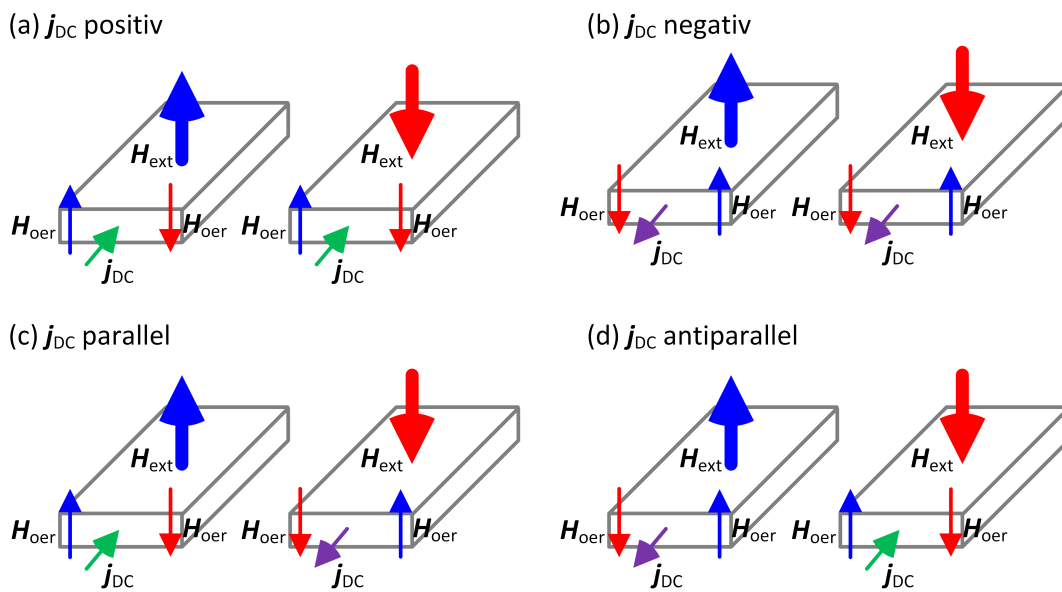 (a) jDC positiv
(b) jDC negativ
Hext
Hext
Hoer
Hoer
Hoer
Hoer
jDC
jDC
Hext
Hext
Hoer
Hoer
Hoer
Hoer
jDC
jDC
(c) jDC parallel
(d) jDC antiparallel
Hext
Hext
Hoer
Hoer
Hoer
Hoer
jDC
jDC
Hext
Hext
Hoer
Hoer
Hoer
Hoer
jDC
jDC